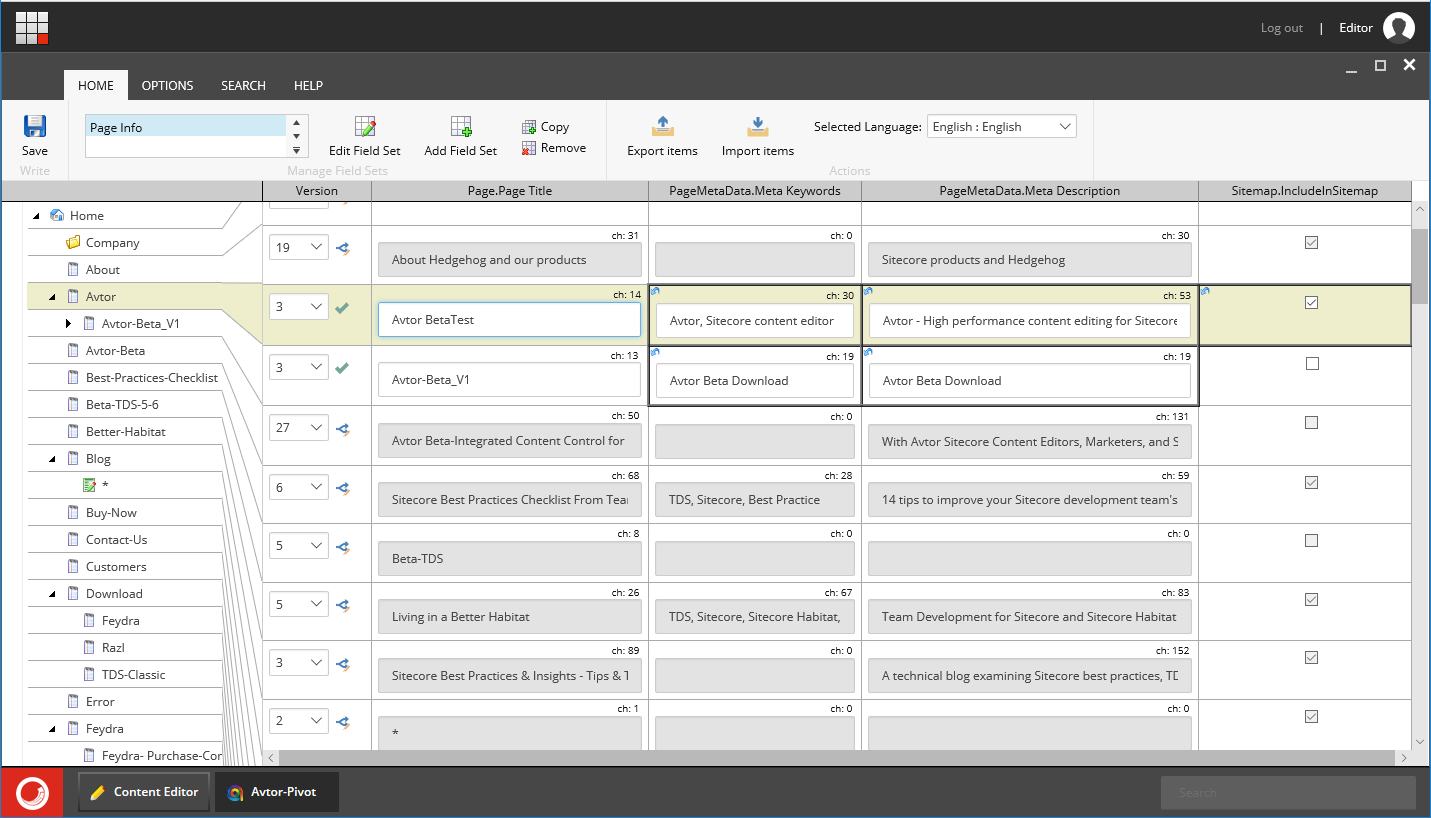 Log out | Editor
HOME OPTIONS SEARCH HELP
Page Info
Save
Write
Edit Field Set
Add Field Set
Copy
Remove
Manage Field Sets
Export items
Import items
Selected Language: English : English
Actions
Version Page.Page Title PageMetaData.Meta Keywords PageMetaData.Meta Description Sitemap.IncludeInSitemap
Home
Company
About
Avtor
Avtor-Beta_V1
Avtor-Beta
Best-Practices-Checklist
Beta-TDS-5-6
Better-Habitat
Blog
*
Buy-Now
Contact-Us
Customers
Download
Feydra
Razl
TDS-Classic
Error
Feydra
Feydra- Purchase-Cor
ch: 31 ch: 0 ch: 30
19 About Hedgehog and our products Sitecore products and Hedgehog
ch: 14 ch: 30 ch: 53
3 Avtor BetaTest Avtor, Sitecore content editor Avtor - High performance content editing for Sitecore
ch: 13 ch: 19 ch: 19
3 Avtor-Beta_V1 Avtor Beta Download Avtor Beta Download
ch: 50 ch: 0 ch: 131
27 Avtor Beta-Integrated Content Control for With Avtor Sitecore Content Editors, Marketers, and S
ch: 68 ch: 28 ch: 59
6 Sitecore Best Practices Checklist From Tea TDS, Sitecore, Best Practice 14 tips to improve your Sitecore development team's
ch: 8 ch: 0 ch: 0
5 Beta-TDS
ch: 26 ch: 67 ch: 83
5 Living in a Better Habitat TDS, Sitecore, Sitecore Habitat, Team Development for Sitecore and Sitecore Habitat
ch: 89 ch: 0 ch: 152
3 Sitecore Best Practices & Insights - Tips & T A technical blog examining Sitecore best practices, TD
ch: 1 ch: 0 ch: 0
2 *
Content Editor Avtor-Pivot Search